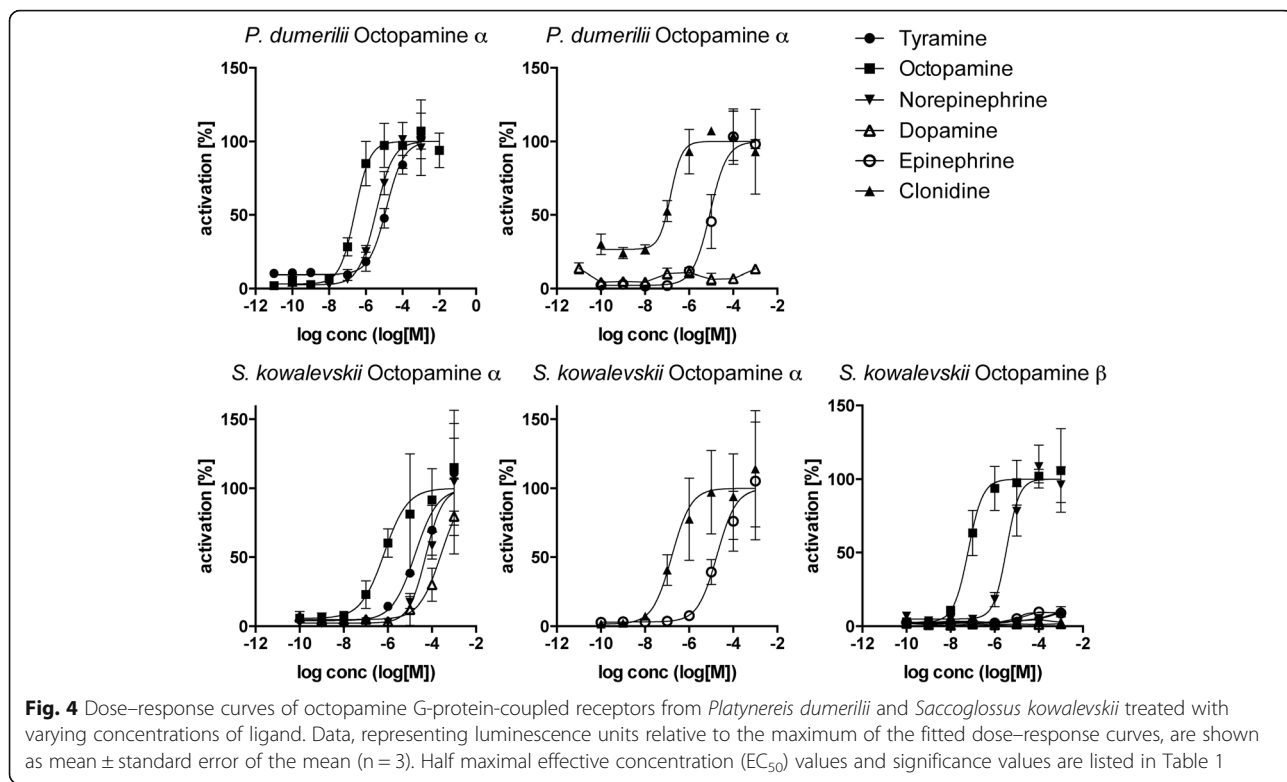 P. dumerilii Octopamine α
P. dumerilii Octopamine α
Tyramine
Octopamine
Norepinephrine
Dopamine
Epinephrine
Clonidine
150
100
50
0
activation [%]
-12 -10 -8 -6 -4 -2 0
log conc (log[M])
150
100
50
0
activation [%]
-12 -10 -8 -6 -4 -2
log conc (log[M])
S. kowalevskii Octopamine α
S. kowalevskii Octopamine α
S. kowalevskii Octopamine β
150
100
50
0
activation [%]
-12 -10 -8 -6 -4 -2
log conc (log[M])
150
100
50
0
activation [%]
-12 -10 -8 -6 -4 -2
log conc (log[M])
150
100
50
0
activation [%]
-12 -10 -8 -6 -4 -2
log conc (log[M])
Fig. 4 Dose–response curves of octopamine G-protein-coupled receptors from Platynereis dumerilii and Saccoglossus kowalevskii treated with
varying concentrations of ligand. Data, representing luminescence units relative to the maximum of the fitted dose–response curves, are shown
as mean ± standard error of the mean (n = 3). Half maximal effective concentration (EC50) values and significance values are listed in Table 1